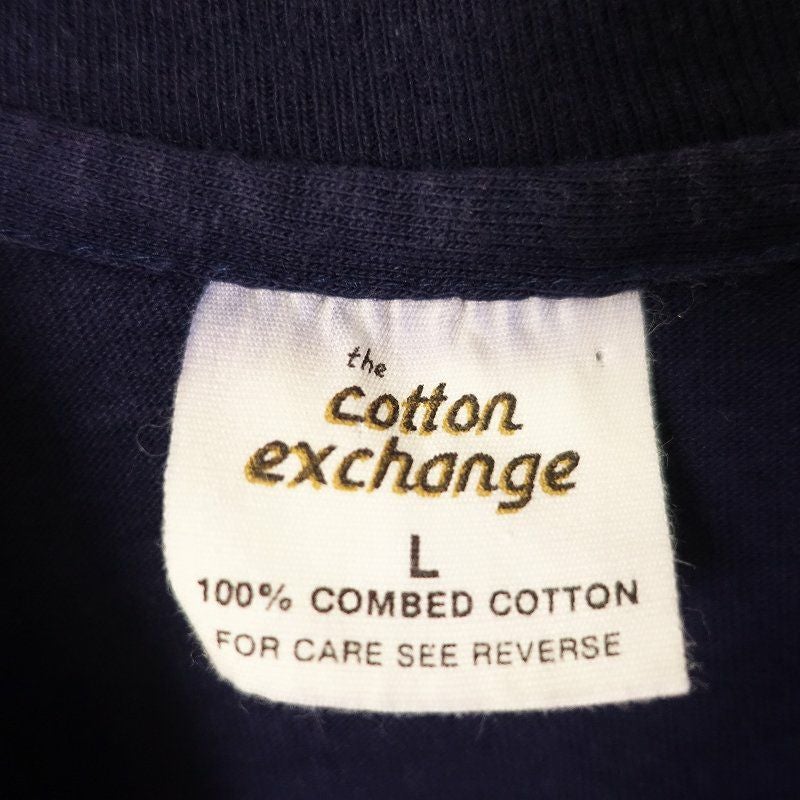 the
cotton
exchange
L
100% COMBED COTTON
FOR CARE SEE REVERSE